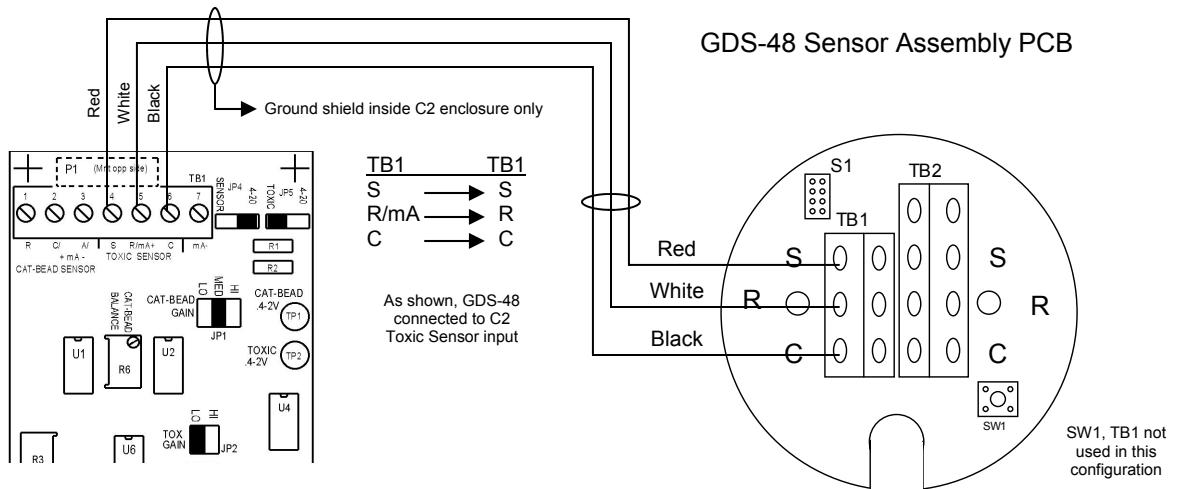 GDS-48 Sensor Assembly PCB
Red
White
Black
Ground shield inside C2 enclosure only
P1 (Mnt opp side)
TB1
1 2 3 4 5 6 7
R C/ A/ S R/mA+ C mA-
+ mA -
TOXIC SENSOR
CAT-BEAD SENSOR
SENSOR
JP4
4-20
TOXIC
JP5
4-20
R1
R2
LO
MED
HI
CAT-BEAD
GAIN
JP1
CAT-BEAD
.4-2V
TP1
TOXIC
.4-2V
TP2
CAT-BEAD
BALANCE
R6
U1
U2
U4
TOX
GAIN
LO
HI
JP2
R3
U6
TB1 TB1
S S
R/mA R
C C
As shown, GDS-48
connected to C2
Toxic Sensor input
Red
White
Black
S1
TB2
TB1
S S
R R
C C
SW1
SW1, TB1 not
used in this
configuration